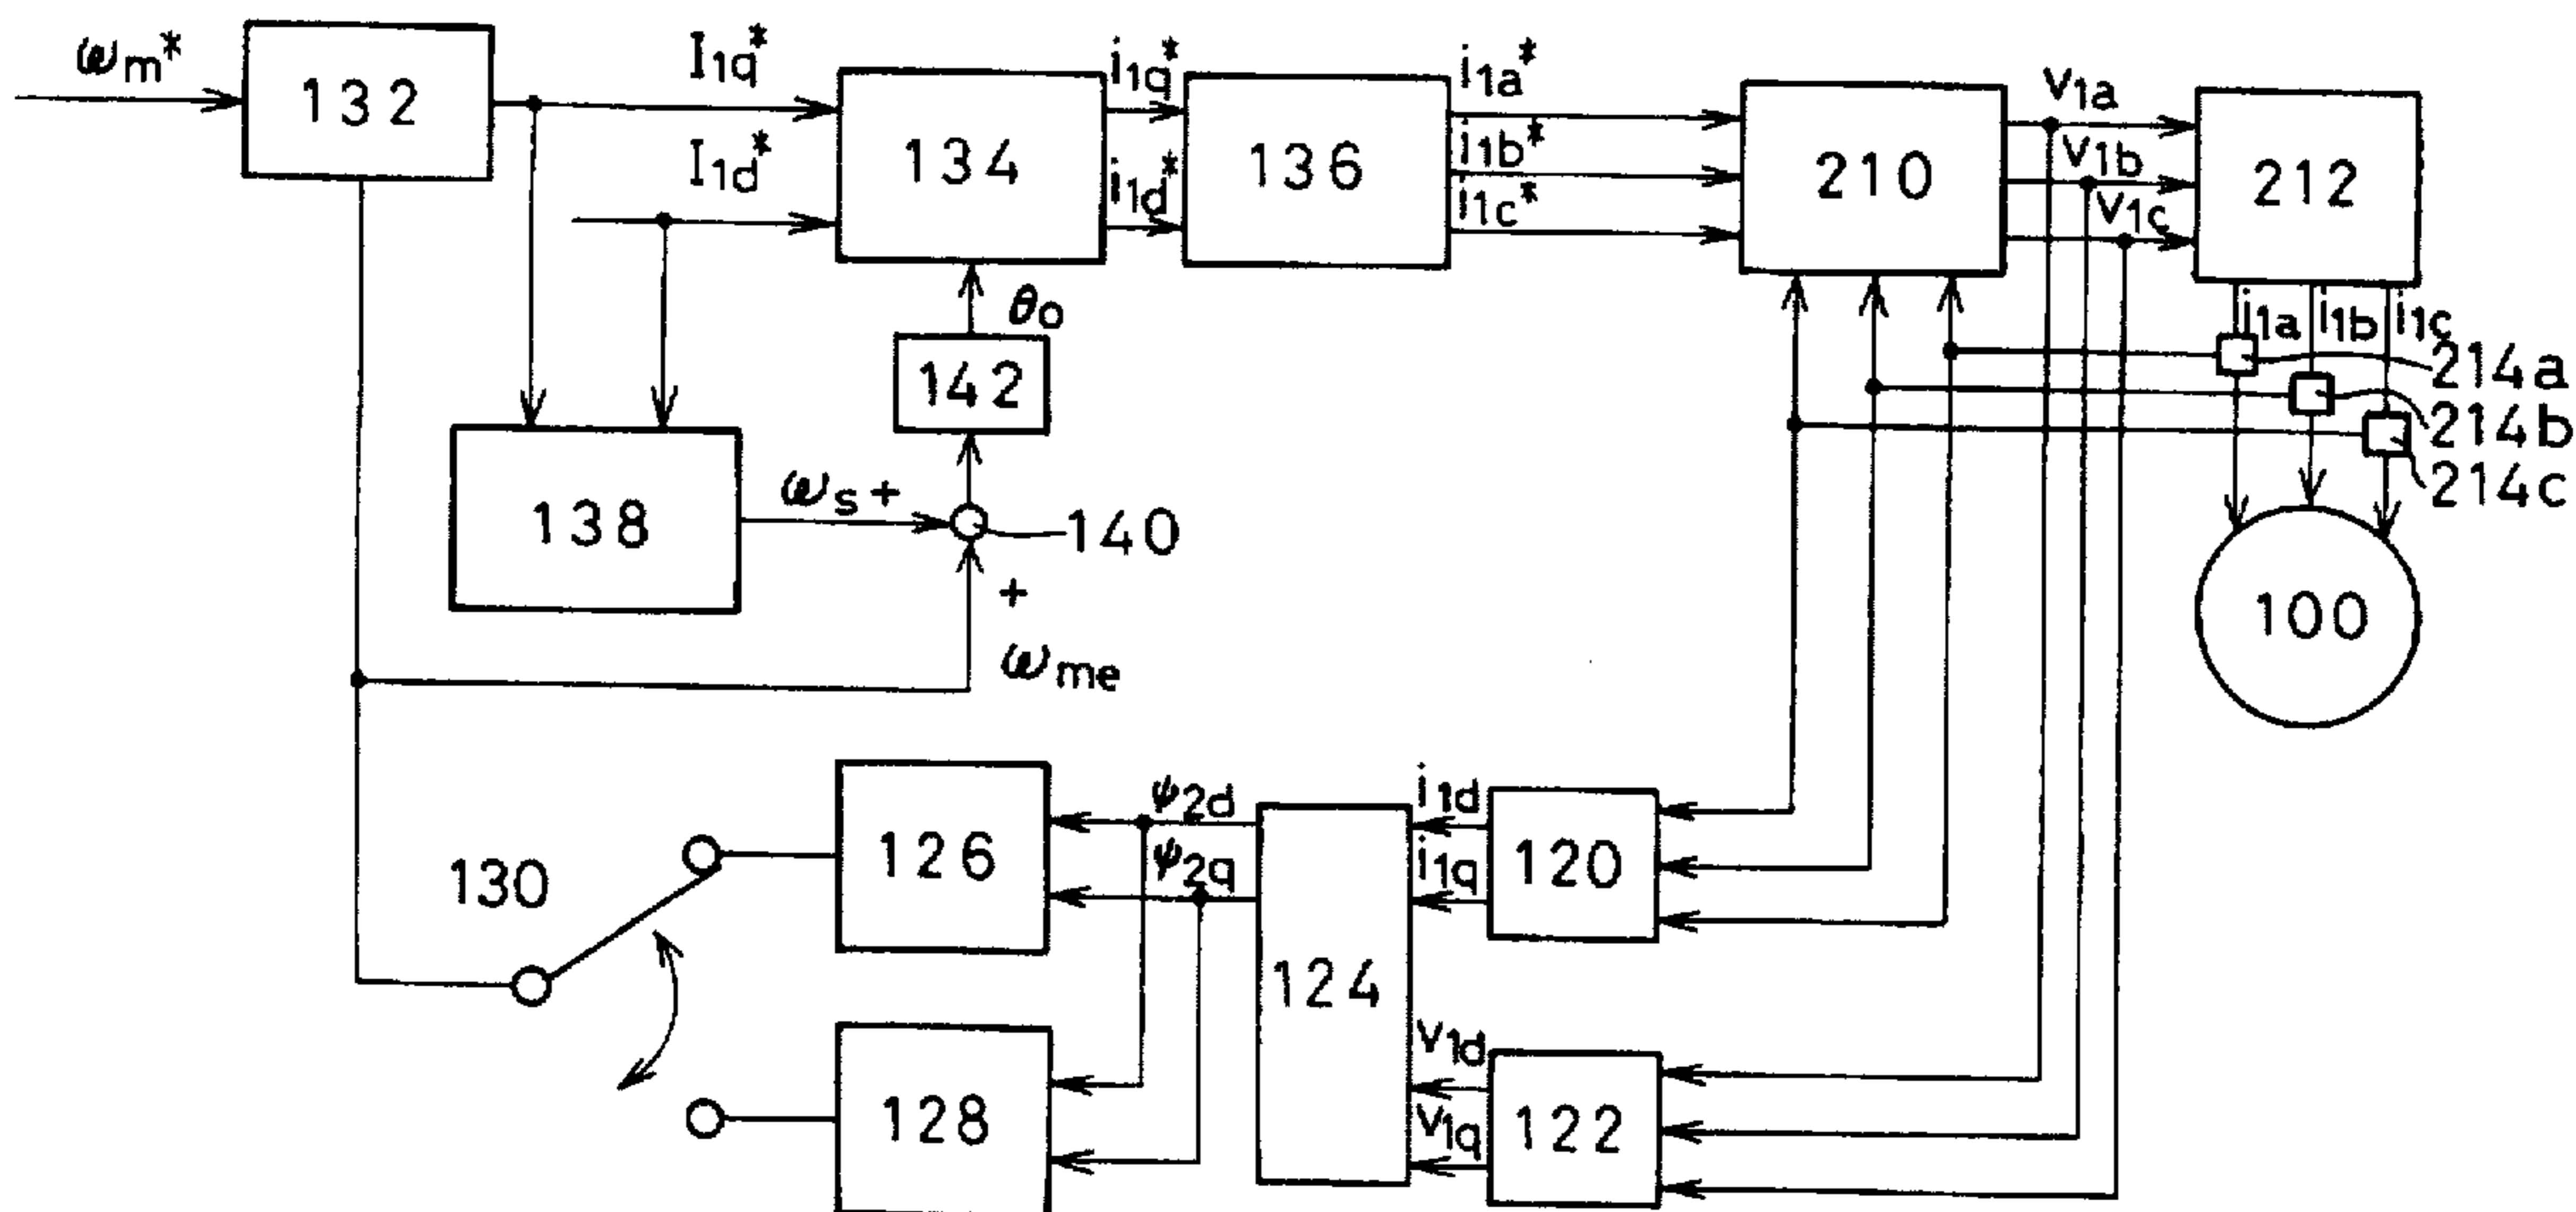 ωm*
132
I1q*
I1d*
134
i1q*
i1d*
136
i1a*
i1b*
i1c*
210
v1a
v1b
v1c
212
θo
142
i1a
i1b
i1c
214a
214b
214c
138
ωs +
140
+
ωme
100
130
126
ψ2d
ψ2q
124
i1d
i1q
120
128
v1d
v1q
122